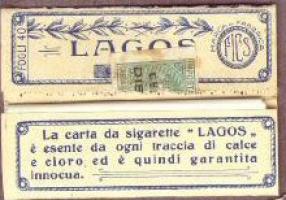 FOGLI 40
LAGOS
La carta da sigarette "LAGOS„
è esente da ogni traccia di calce
e cloro ed è quindi garantita
innocua.